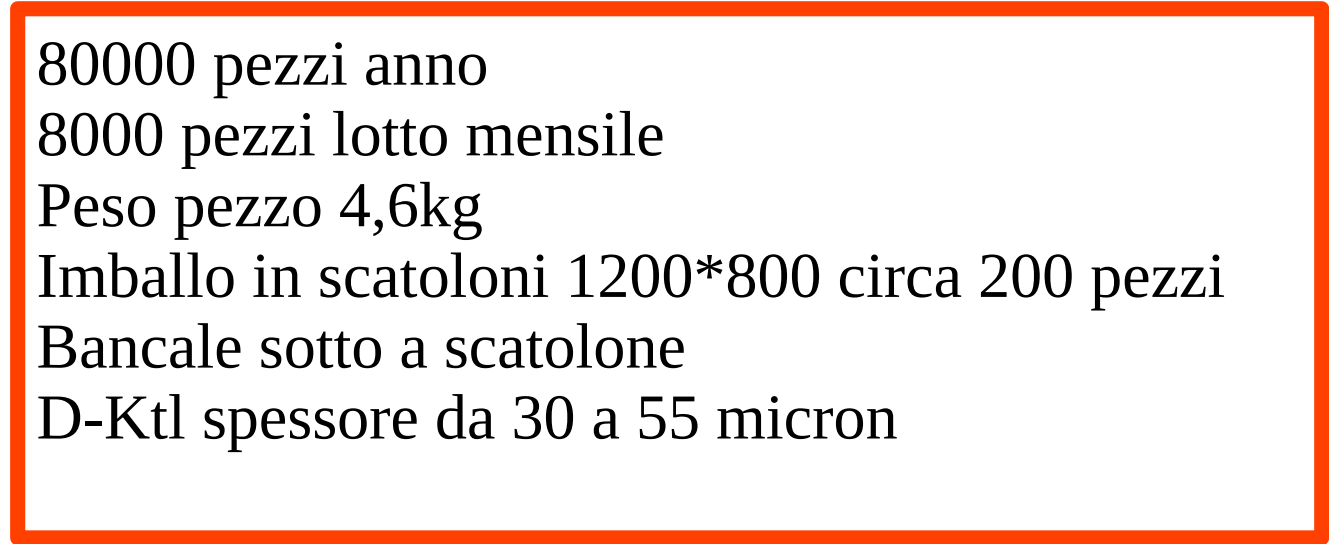 80000 pezzi anno
8000 pezzi lotto mensile
Peso pezzo 4,6kg
Imballo in scatoloni 1200*800 circa 200 pezzi
Bancale sotto a scatolone
D-Ktl spessore da 30 a 55 micron